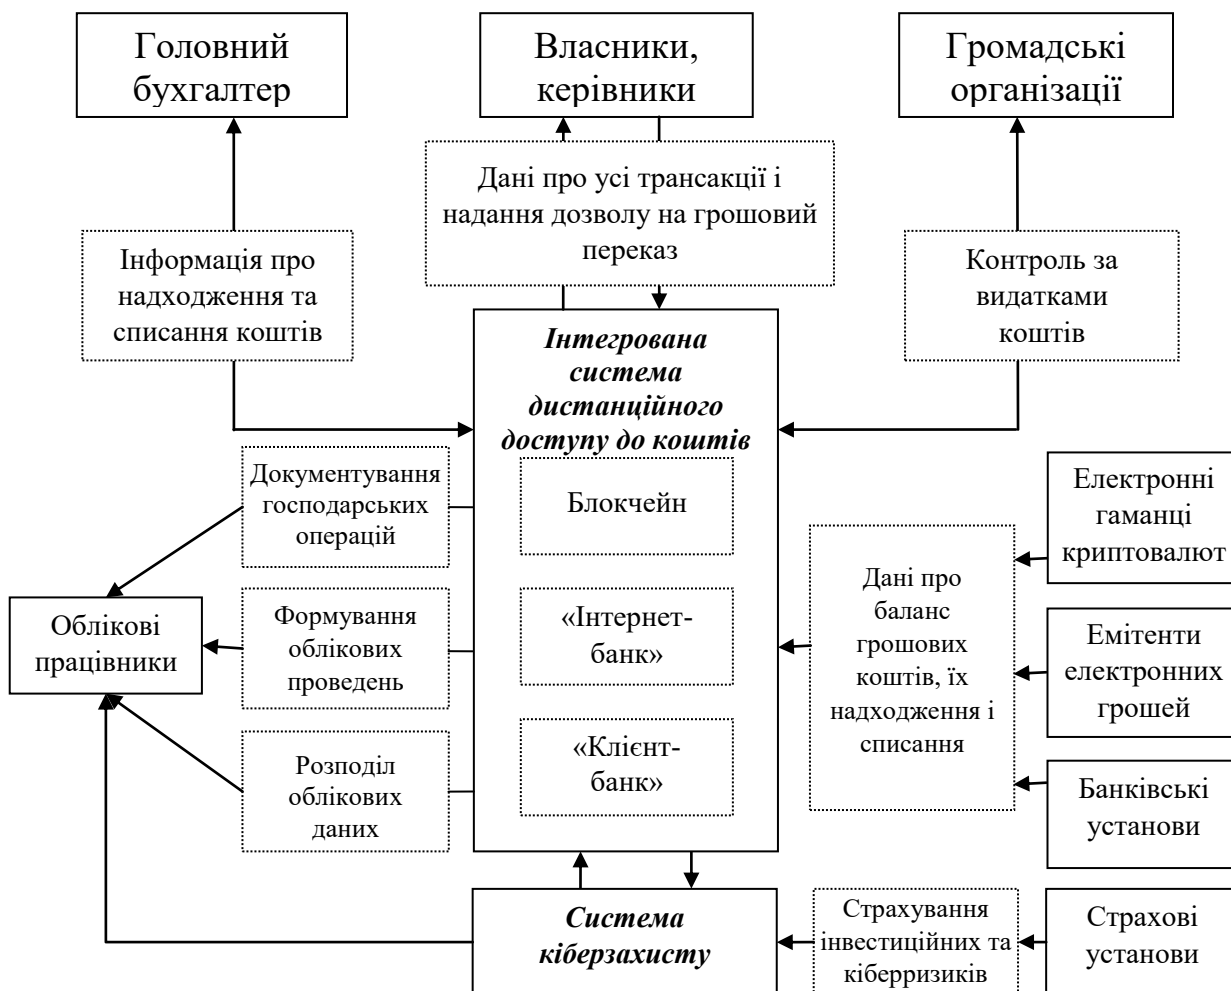 Головний
бухгалтер
Власники,
керівники
Громадські
організації
Дані про усі трансакції і
надання дозволу на грошовий
переказ
Інформація про
надходження та
списання коштів
Контроль за
видатками
коштів
Інтегрована
система
дистанційного
доступу до коштів
Документування
господарських
операцій
Блокчейн
Електронні
гаманці
криптовалют
Дані про
баланс
грошових
коштів, їх
надходження і
списання
Облікові
працівники
Формування
облікових
проведень
«Інтернет-
банк»
Емітенти
електронних
грошей
Розподіл
облікових
даних
«Клієнт-
банк»
Банківські
установи
Система
кіберзахисту
Страхування
інвестиційних та
кіберризиків
Страхові
установи